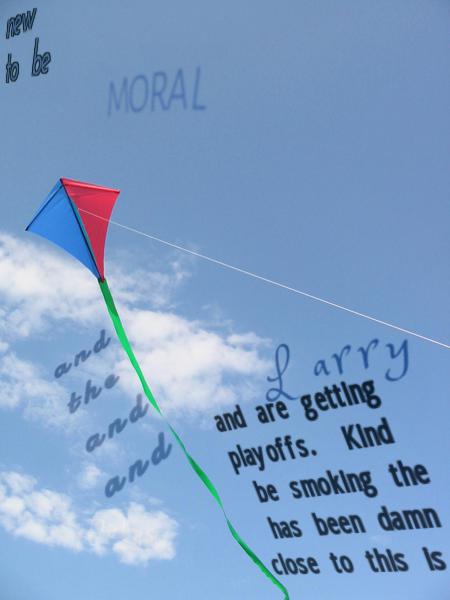 new
to be
MORAL
and
the
and
and
Larry
and are getting
playoffs. Kind
be smoking the
has been damn
close to this is